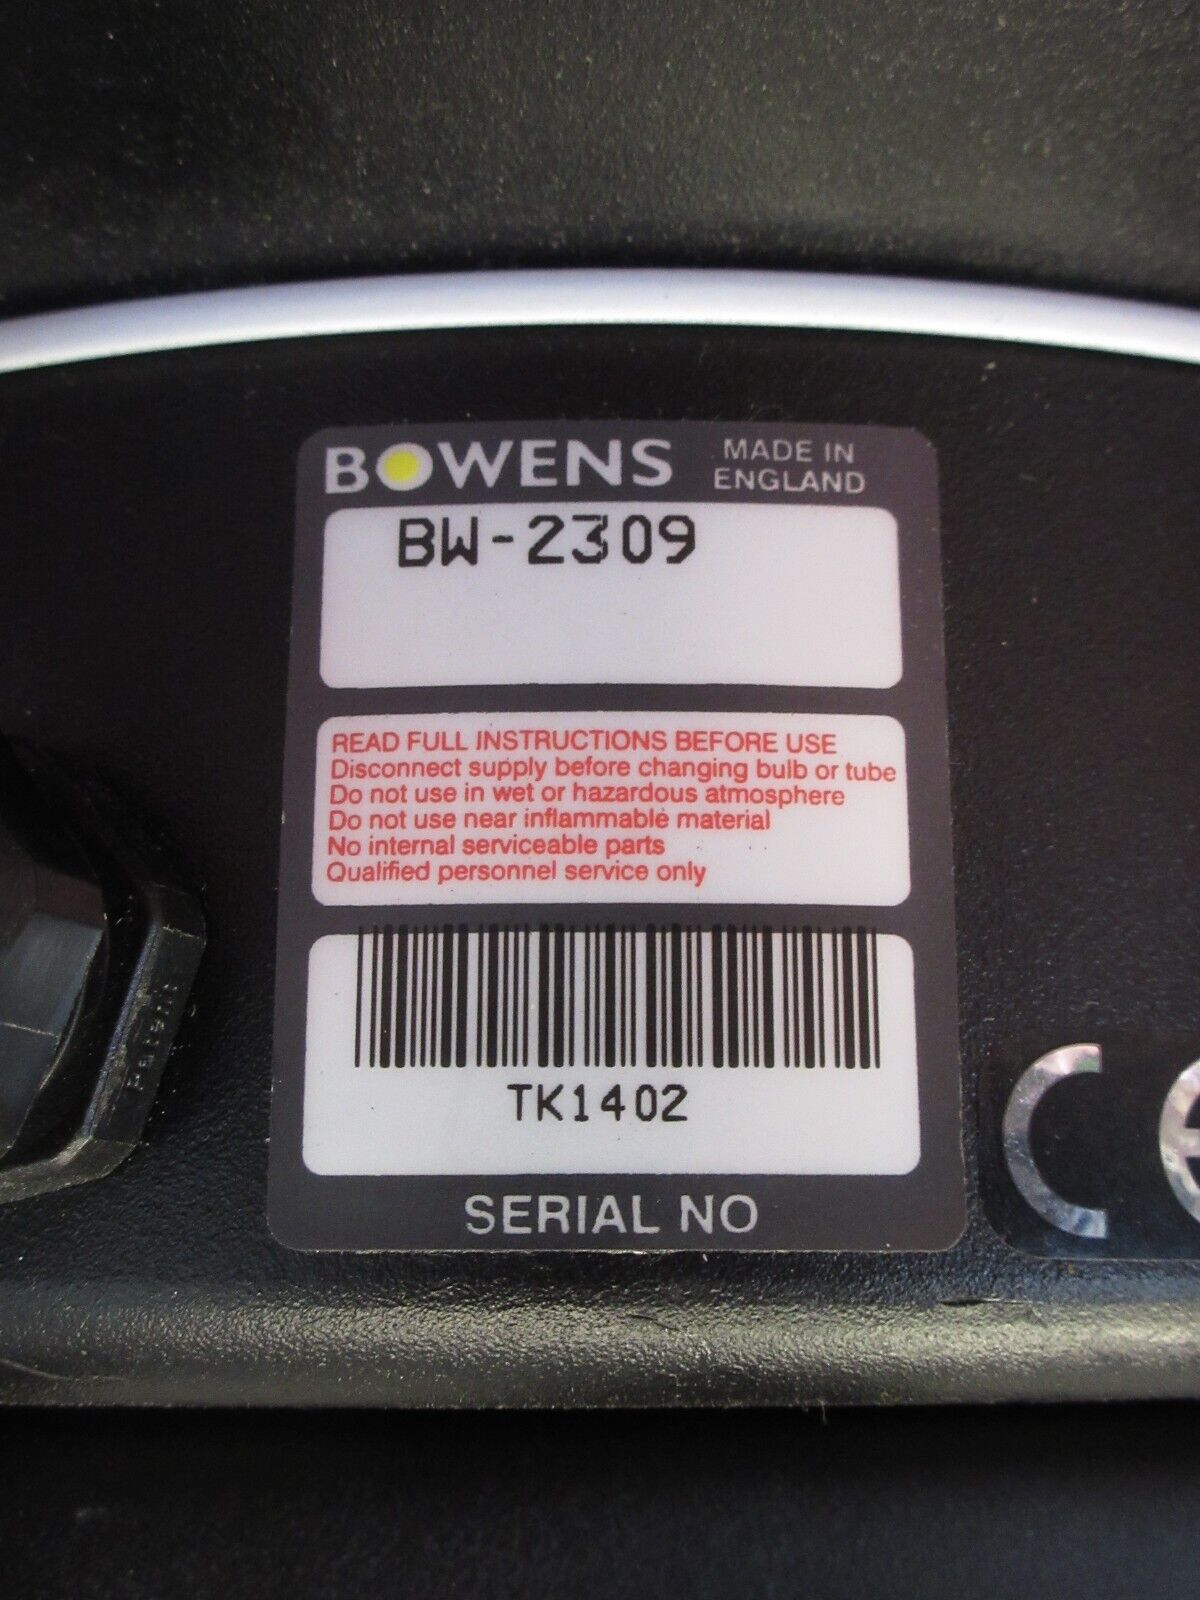 BOWENS
MADE IN
ENGLAND
BW-2309
READ FULL INSTRUCTIONS BEFORE USE
Disconnect supply before changing bulb or tube
Do not use in wet or hazardous atmosphere
Do not use near inflammable material
No internal serviceable parts
Qualified personnel service only
TK1402
SERIAL NO
Patent
CE